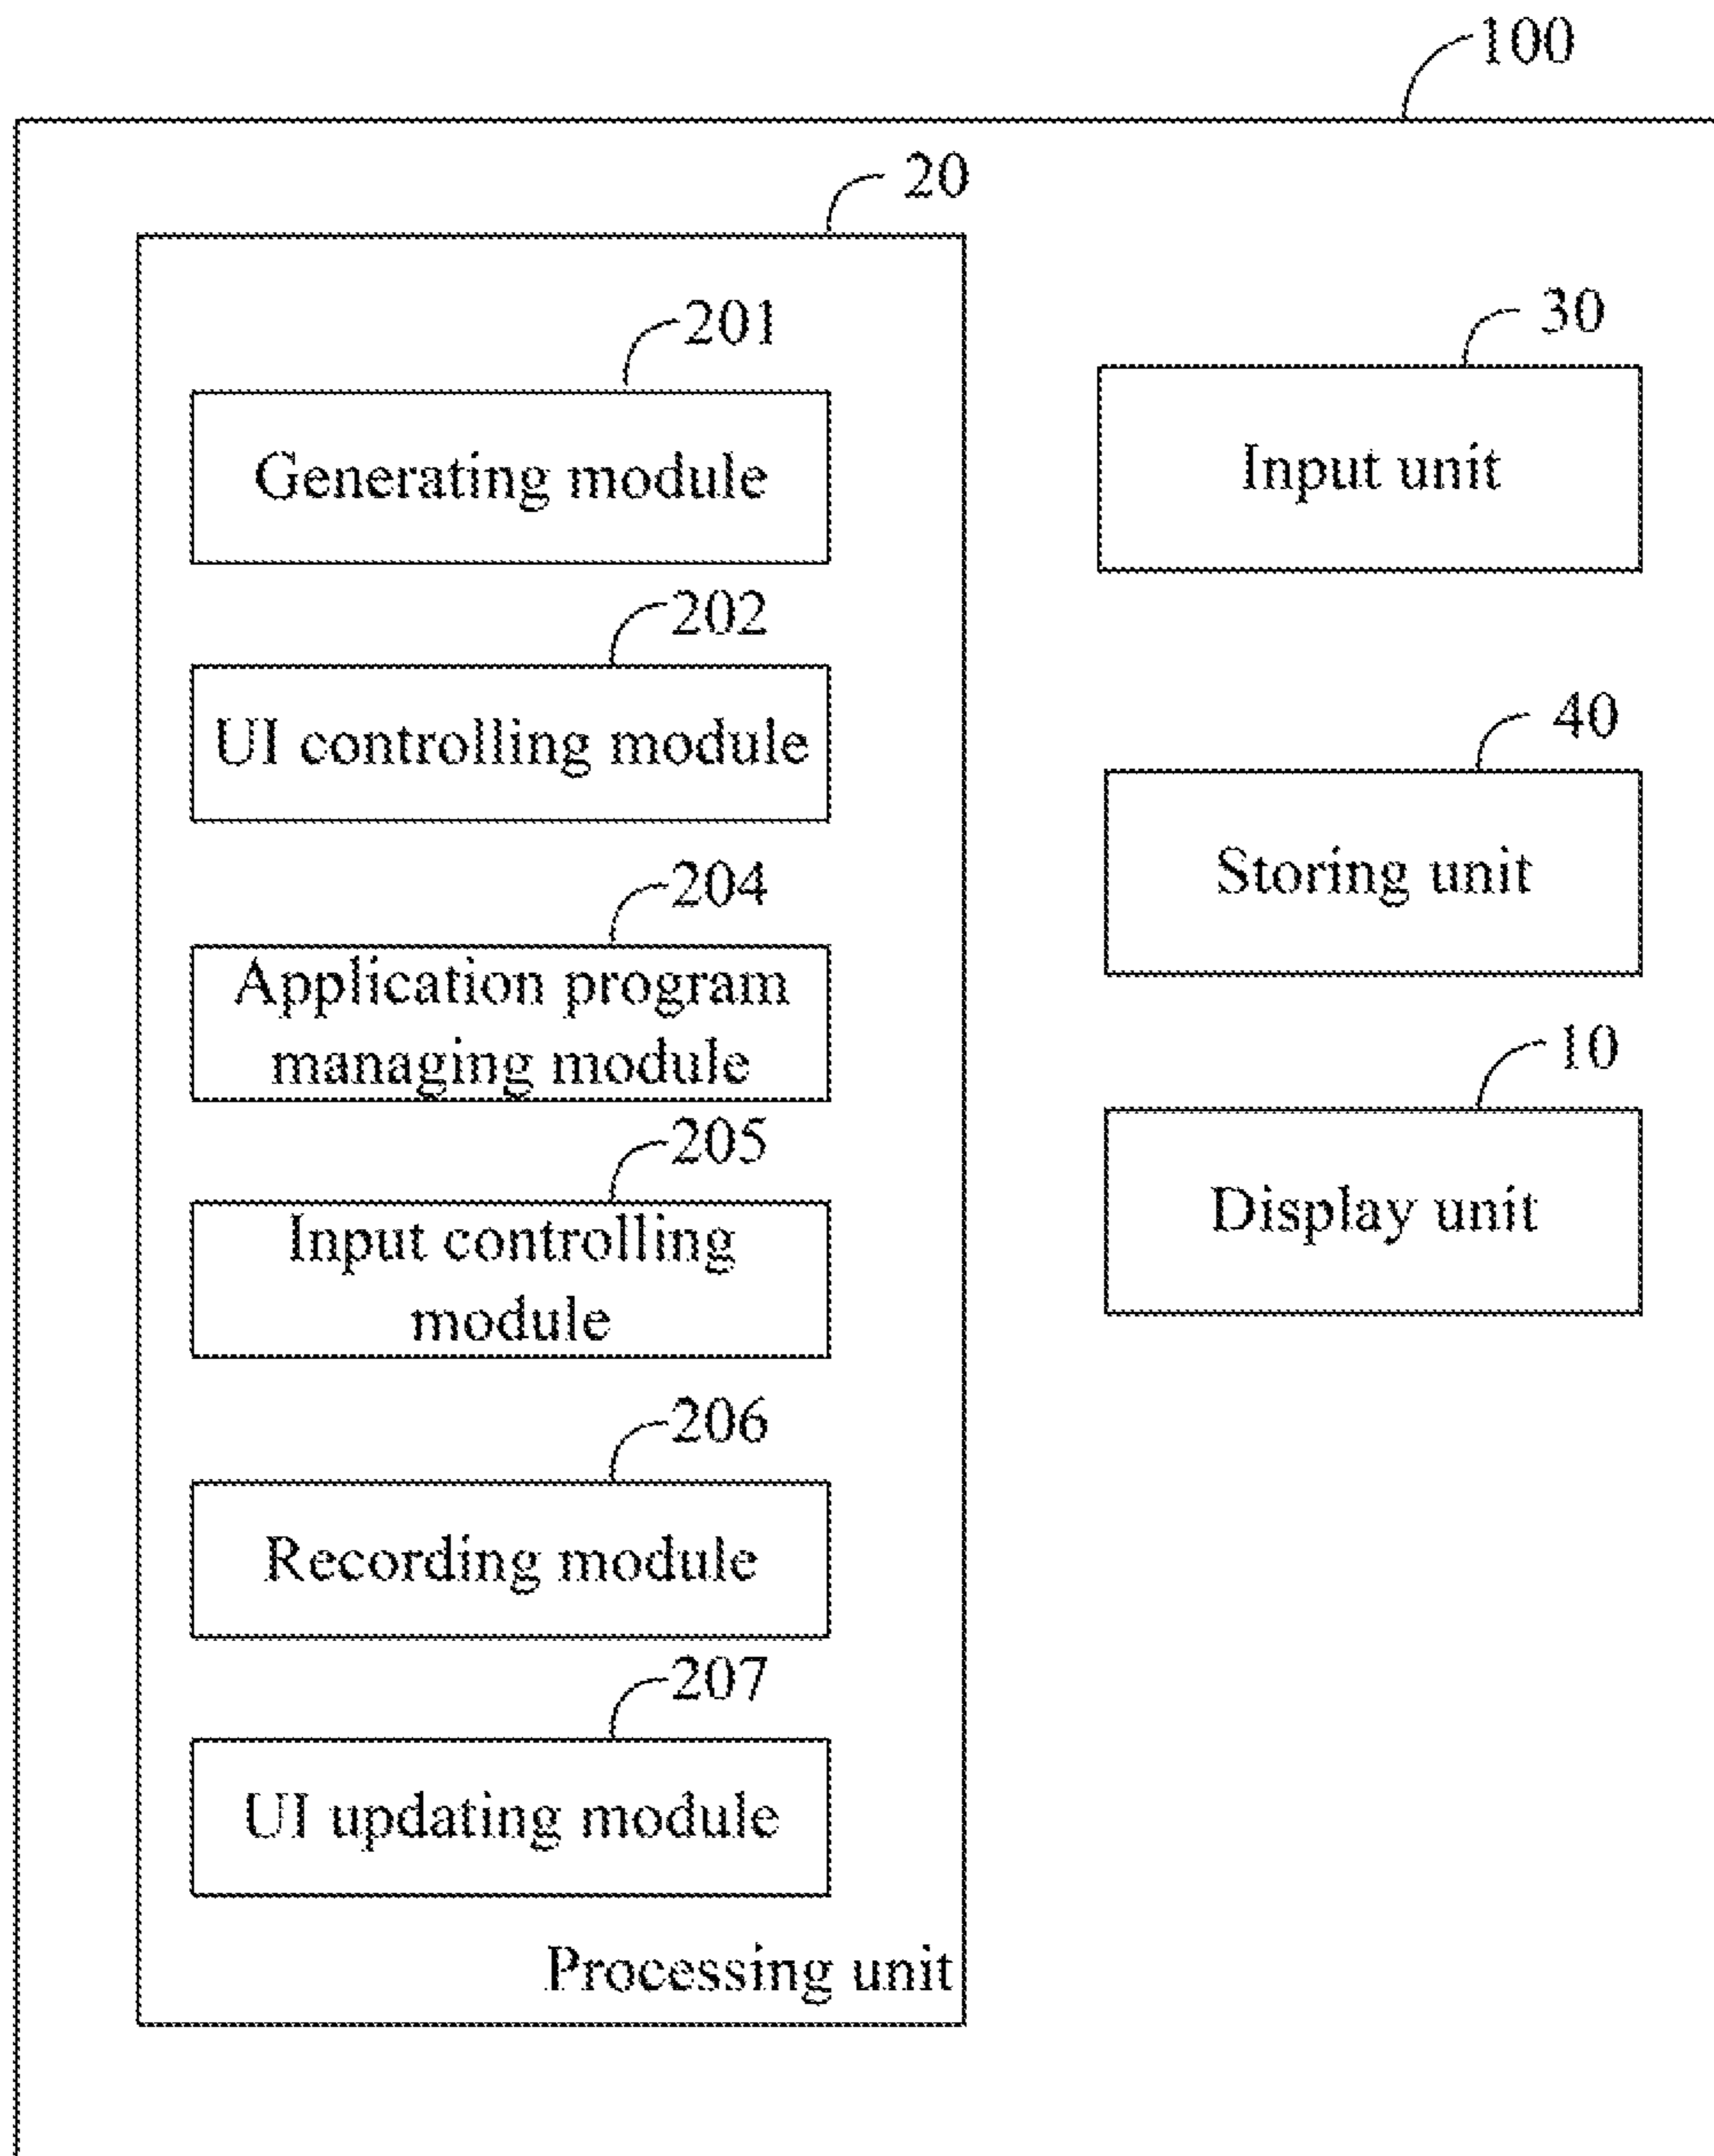 100
20
201
Generating module
202
UI controlling module
204
Application program
managing module
205
Input controlling
module
206
Recording module
207
UI updating module
Processing unit
30
Input unit
40
Storing unit
10
Display unit